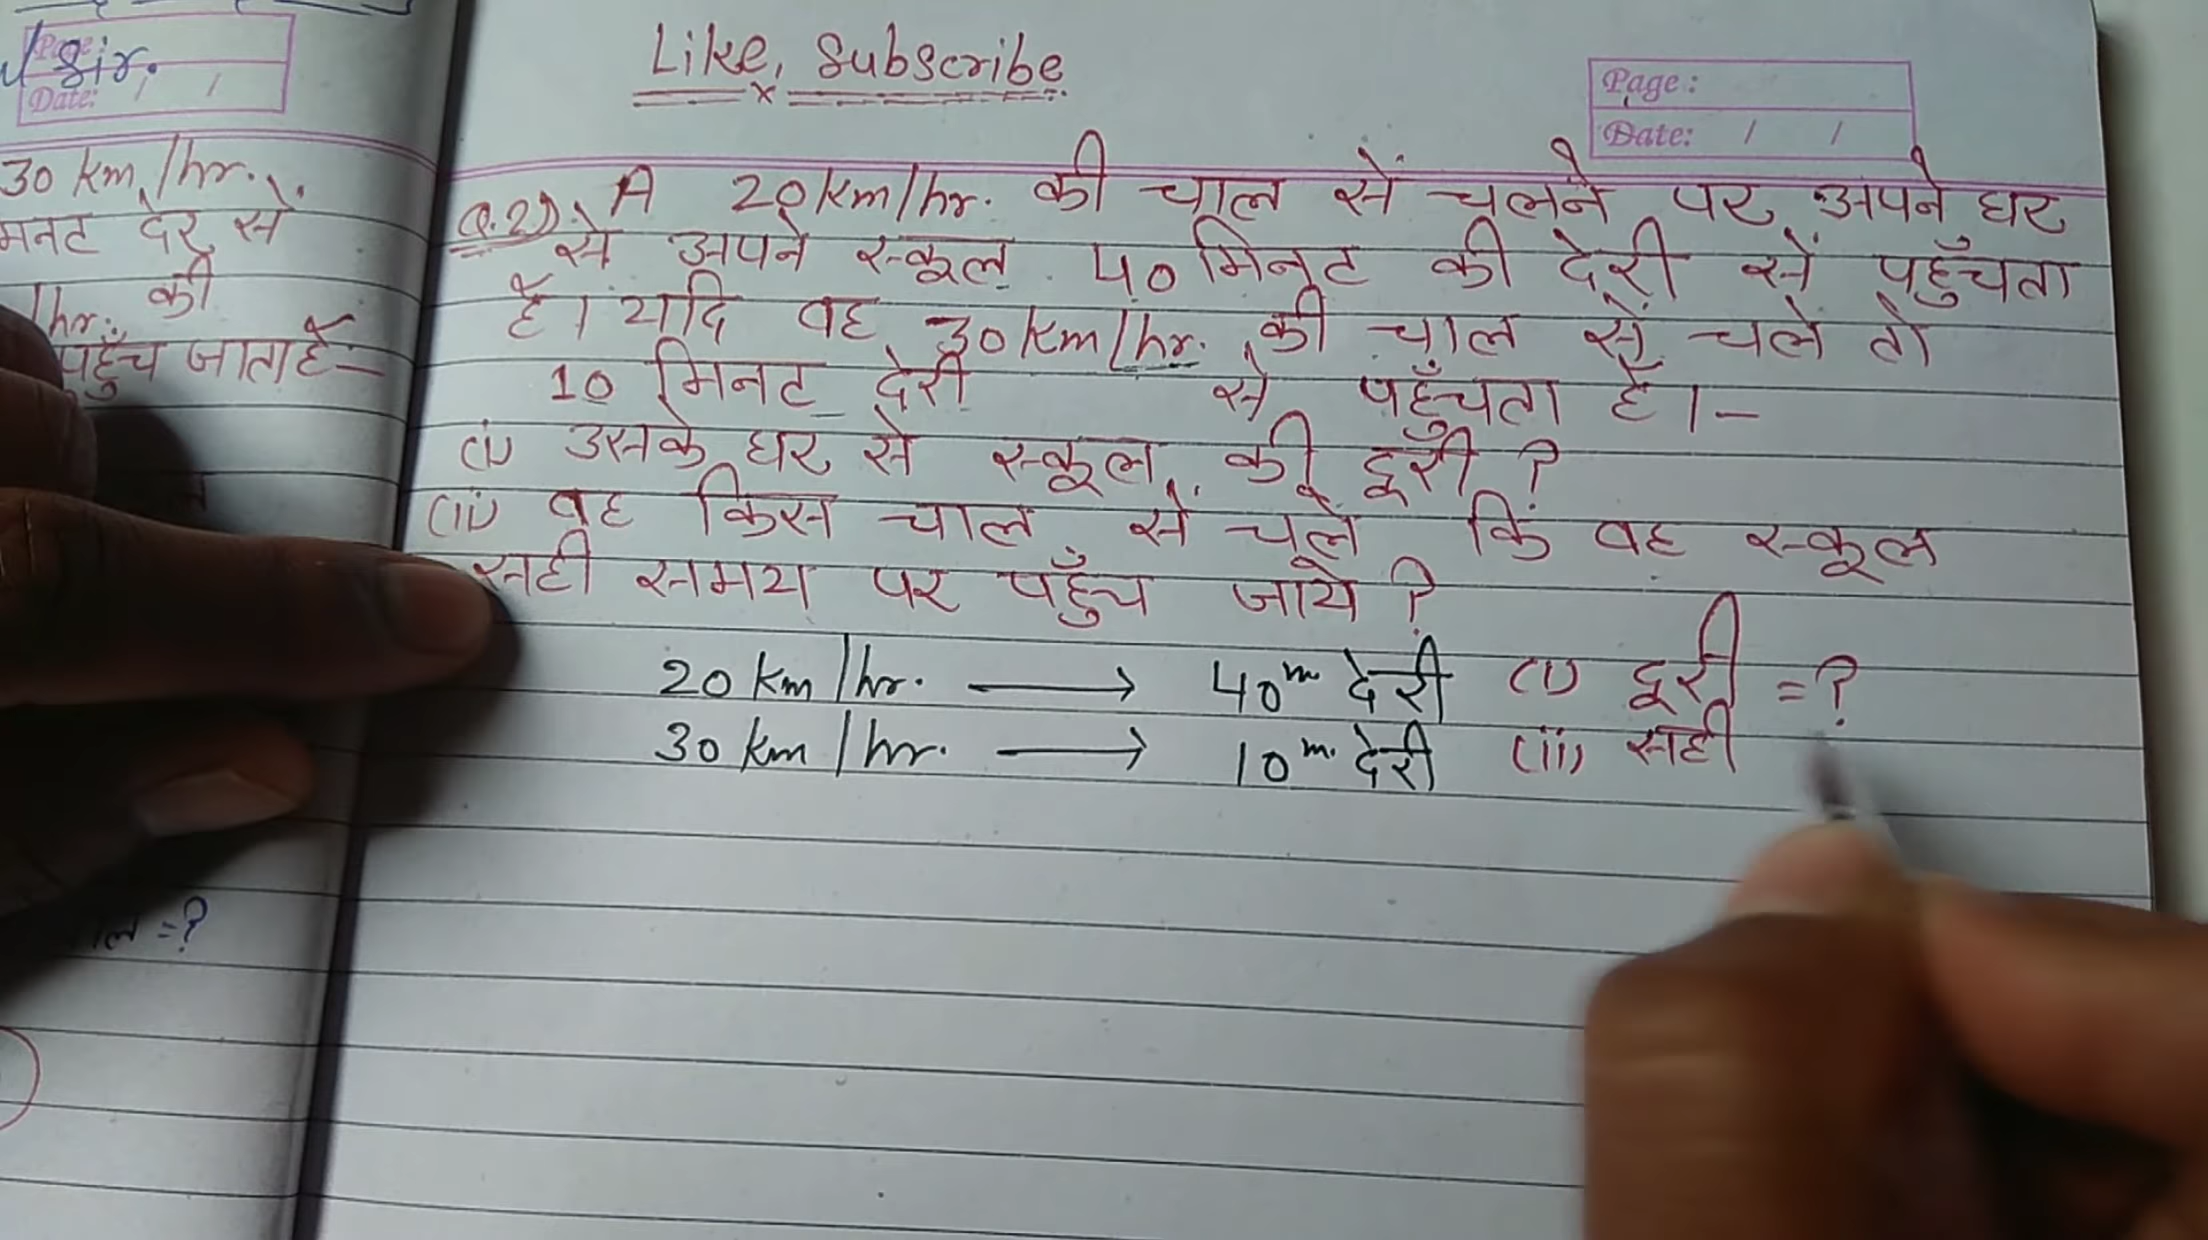 sir.
Page:
Date: / /
30 km/hr.
देर से
/hr. की
पहुँच जाता है-
=?
Like, Subscribe
Page:
Date: / /
Q.2). A 20km/hr. की चाल से चलने पर अपने घर
से अपने स्कूल 40 मिनट की देरी से पहुँचता
है। यदि वह 30km/hr. की चाल से चले तो
10 मिनट देरी से पहुँचता है।-
(i) उसके घर से स्कूल की दूरी ?
(ii) वह किस चाल से चले कि वह स्कूल
सही समय पर पहुँच जाये ?
20 km/hr. ⟶ 40m देरी (i) दूरी = ?
30 km/hr. ⟶ 10m. देरी (ii) सही